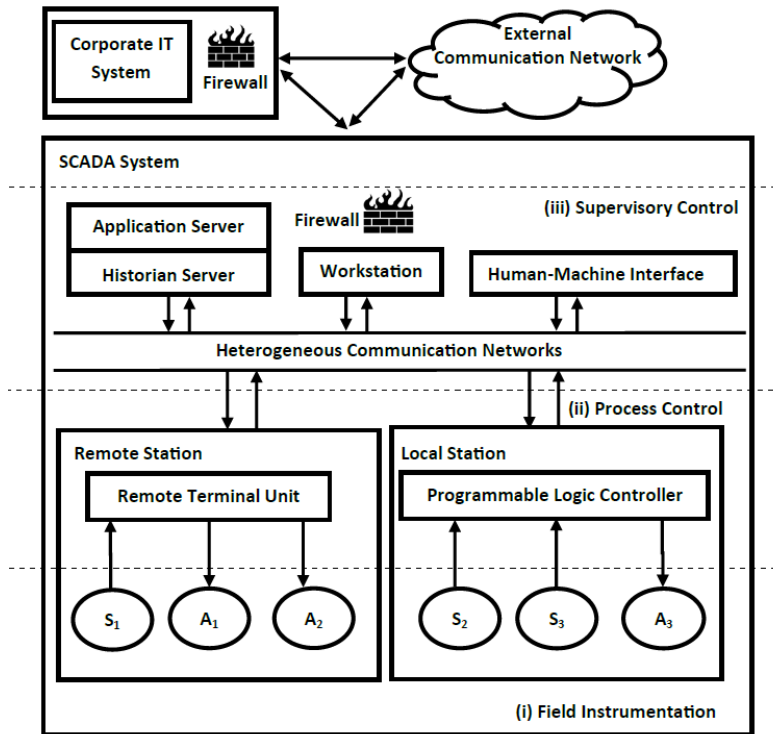 Corporate IT
System
Firewall
External
Communication Network
SCADA System
(iii) Supervisory Control
Application Server
Historian Server
Firewall
Workstation
Human-Machine Interface
Heterogeneous Communication Networks
(ii) Process Control
Remote Station
Remote Terminal Unit
Local Station
Programmable Logic Controller
S₁
A₁
A₂
S₂
S₃
A₃
(i) Field Instrumentation